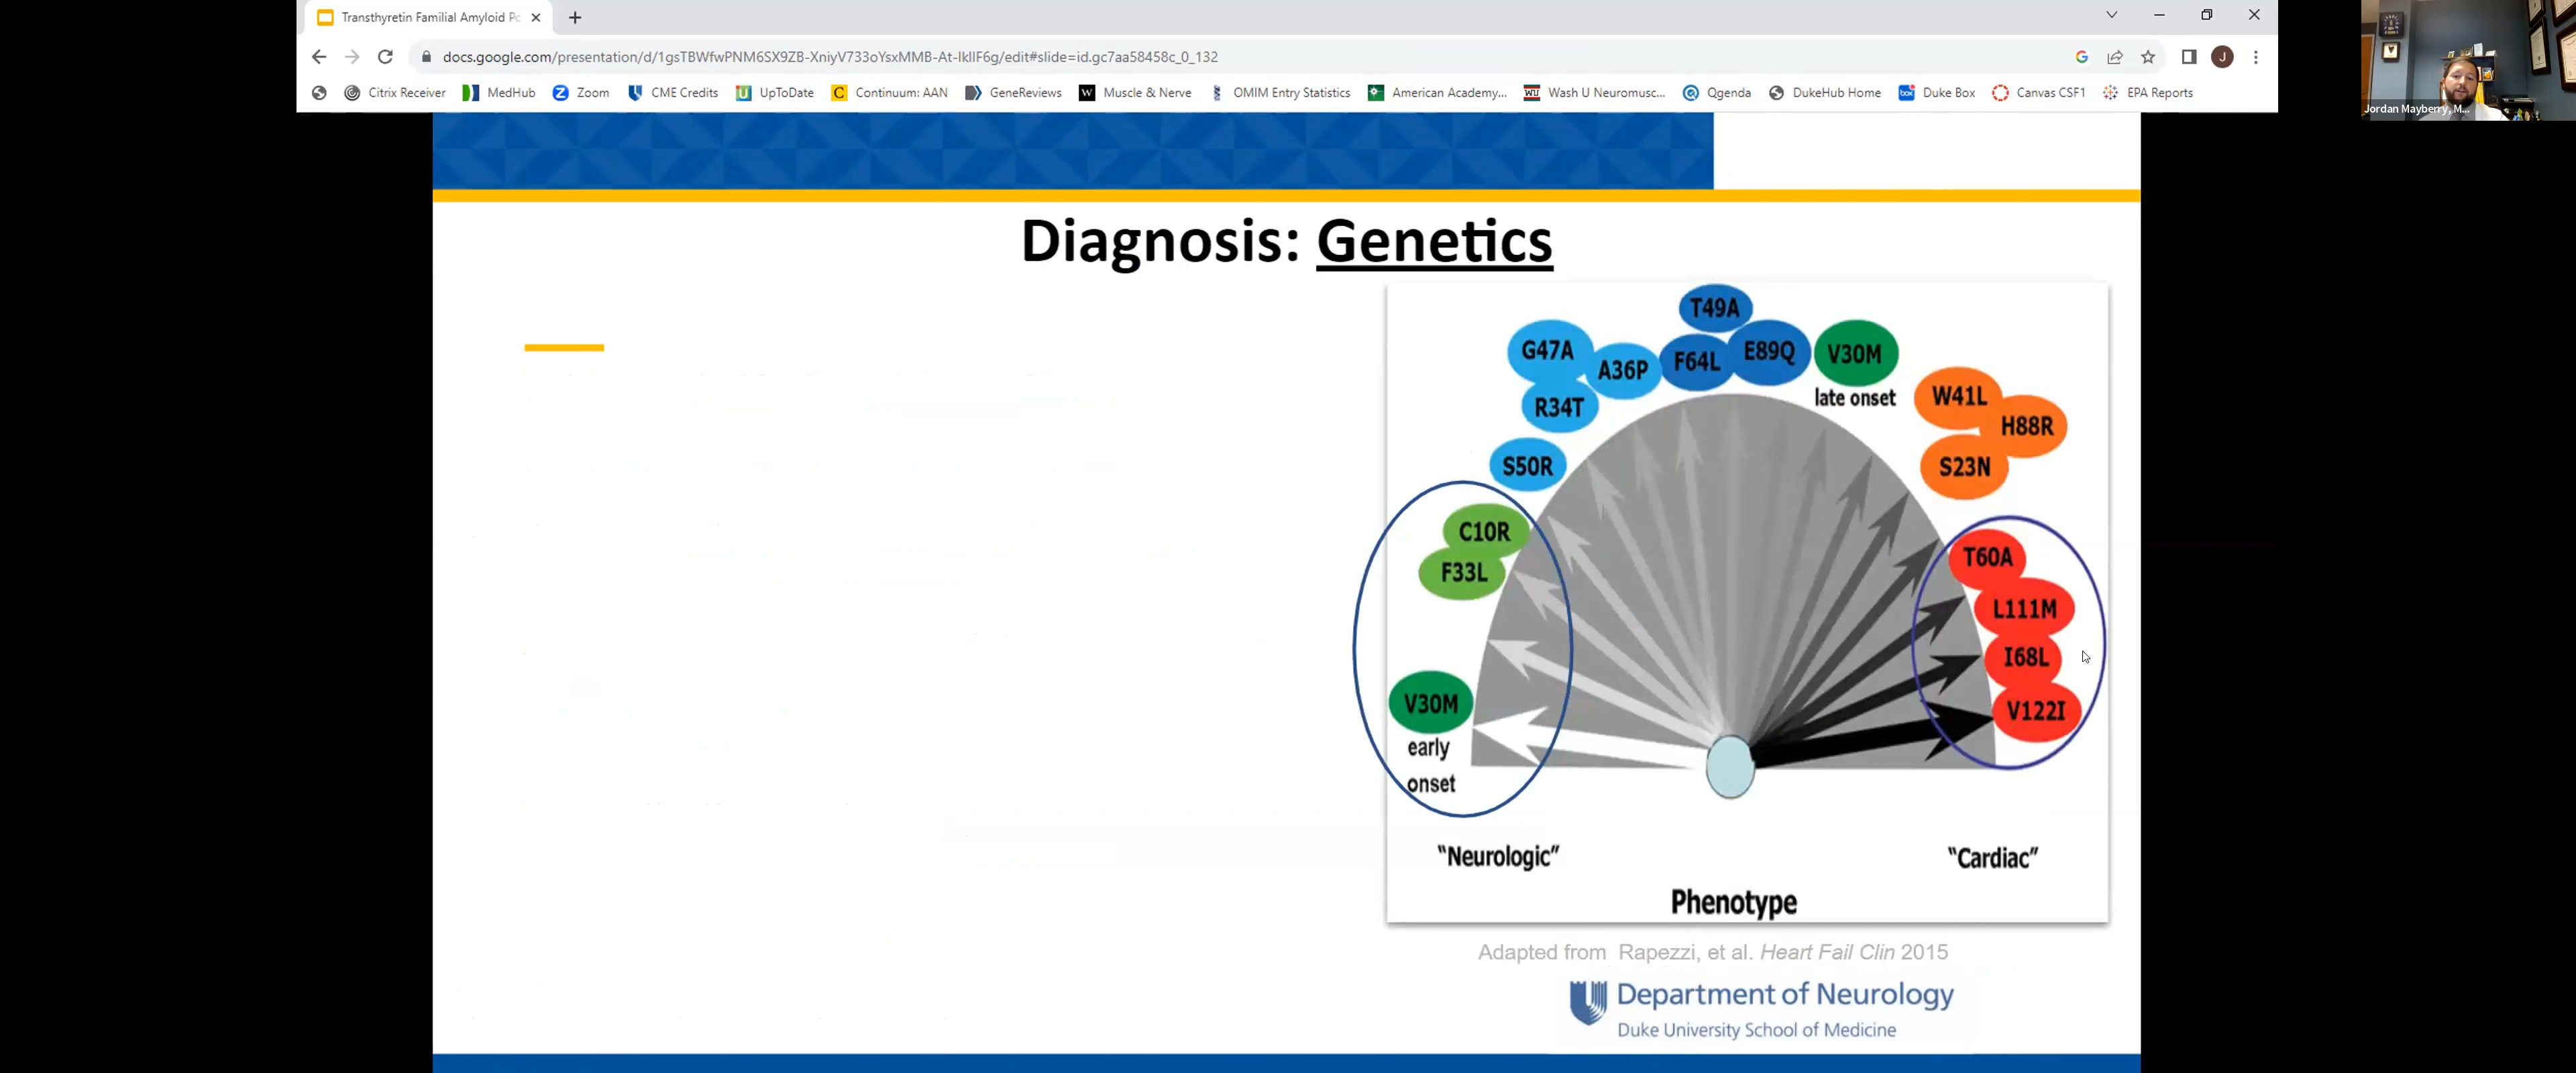 Transthyretin Familial Amyloid Po
docs.google.com/presentation/d/1gsTBWfwPNM6SX9ZB-XniyV733oYsxMMB-At-lkllF6g/edit#slide=id.gc7aa58458c_0_132
J
Citrix Receiver MedHub Zoom CME Credits UpToDate Continuum: AAN GeneReviews Muscle & Nerve OMIM Entry Statistics American Academy... Wash U Neuromusc... Qgenda DukeHub Home Duke Box Canvas CSF1 EPA Reports
Jordan Mayberry, M...
Diagnosis: Genetics
T49A
G47A A36P F64L E89Q V30M
late onset
R34T
W41L
H88R
S50R
S23N
C10R
F33L
T60A
L111M
I68L
V30M
early
onset
V122I
"Neurologic" "Cardiac"
Phenotype
Adapted from Rapezzi, et al. Heart Fail Clin 2015
Department of Neurology
Duke University School of Medicine